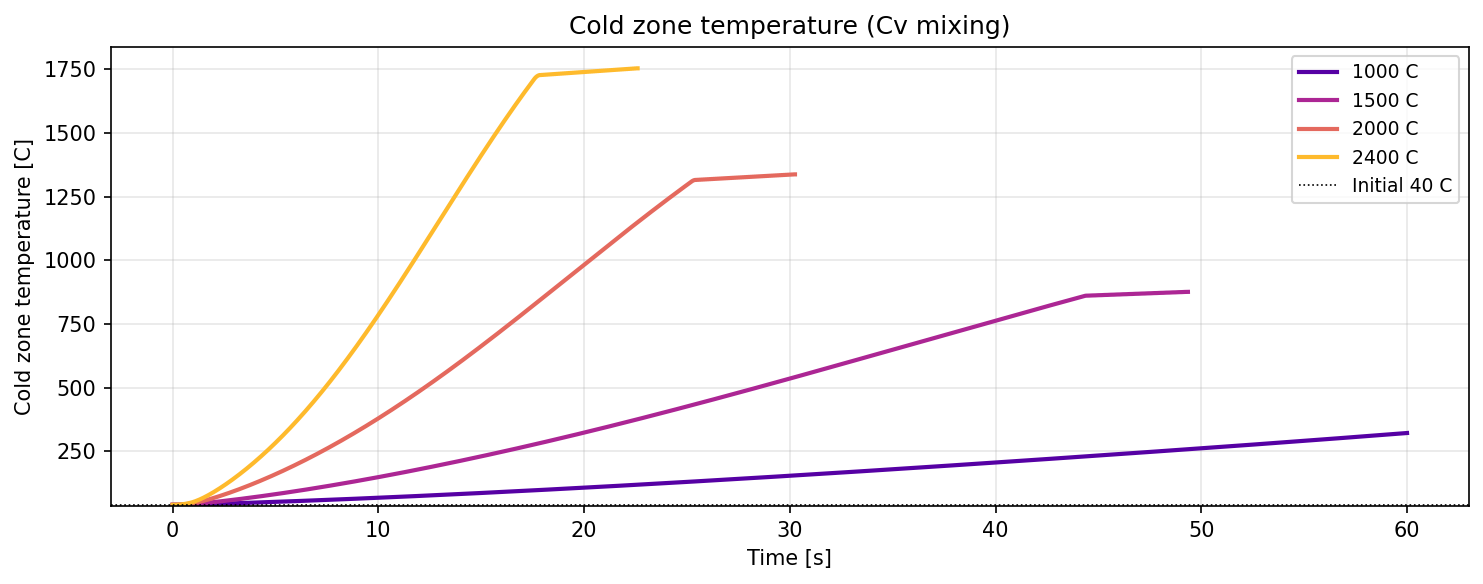 Cold zone temperature (Cv mixing)
Cold zone temperature [C]
1750
1500
1250
1000
750
500
250
1000 C
1500 C
2000 C
2400 C
Initial 40 C
0 10 20 30 40 50 60
Time [s]